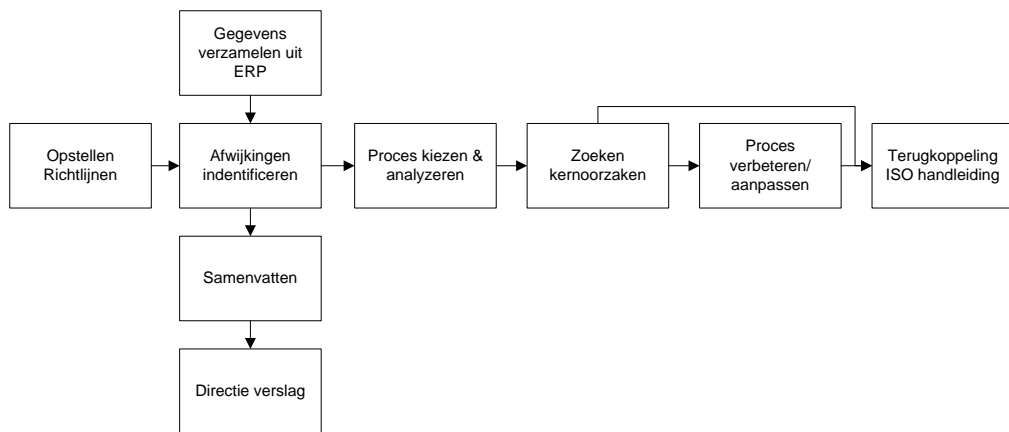 Gegevens
verzamelen uit
ERP
Opstellen
Richtlijnen
Afwijkingen
indentificeren
Proces kiezen &
analyzeren
Zoeken
kernoorzaken
Proces
verbeteren/
aanpassen
Terugkoppeling
ISO handleiding
Samenvatten
Directie verslag